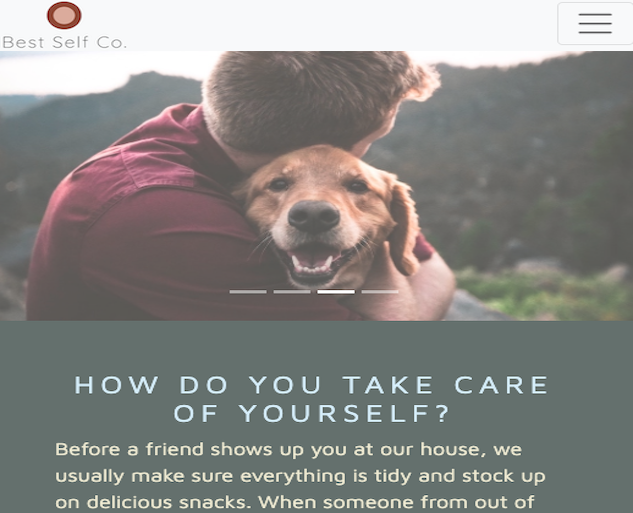 Best Self Co.
HOW DO YOU TAKE CARE
OF YOURSELF?
Before a friend shows up you at our house, we
usually make sure everything is tidy and stock up
on delicious snacks. When someone from out of